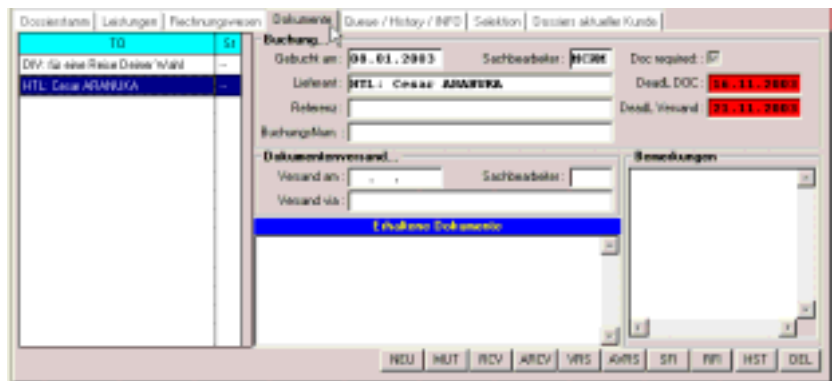 Dossierstamm Leistungen Rechnungswesen Dokumente Queue / History / INFO Selektion Dossiers aktueller Kunde
TO St
DIV: für eine Reise Deiner Wahl --
HTL: Cesar ARANUKA --
Buchung...
Gebucht am: 08.01.2003 Sachbearbeiter: Doc required:
Lieferant: HTL: Cesar ARANUKA Deadl. DOC: 16.11.2003
Referenz: Deadl. Versand: 21.11.2003
BuchungsNum.:
Dokumentenversand... Bemerkungen
Versand am: . . Sachbearbeiter:
Versand via:
Erhaltene Dokumente
NEU MUT RCV ARCV VRS AVRS SFI RFI HST DEL